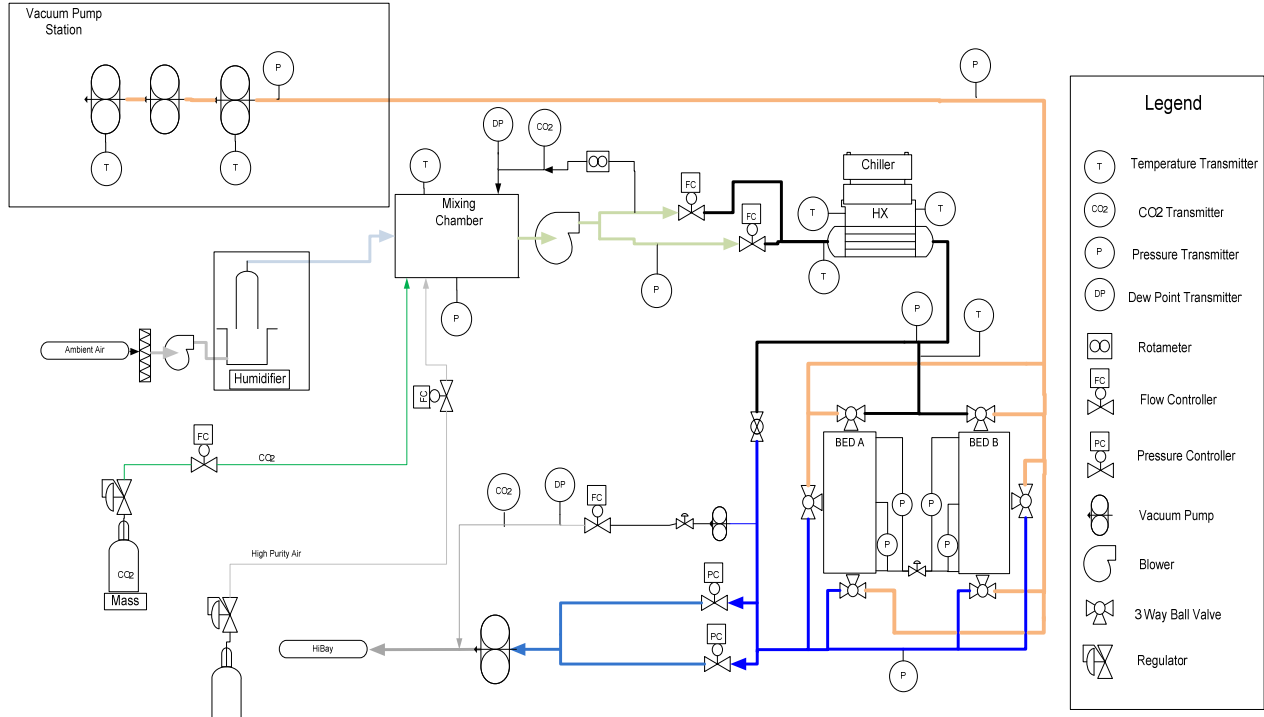 Vacuum Pump
Station
P
P
T
T
DP
CO2
T
FC
FC
Chiller
Mixing
Chamber
HX
T
T
T
P
P
P
T
Ambient Air
Humidifier
FC
FC
CO2
BED A
BED B
CO2
DP
FC
P
P
P
P
High Purity Air
CO2
Mass
PC
PC
HiBay
P
Legend
T
Temperature Transmitter
CO2
CO2 Transmitter
P
Pressure Transmitter
DP
Dew Point Transmitter
Rotameter
FC
Flow Controller
PC
Pressure Controller
Vacuum Pump
Blower
3 Way Ball Valve
Regulator